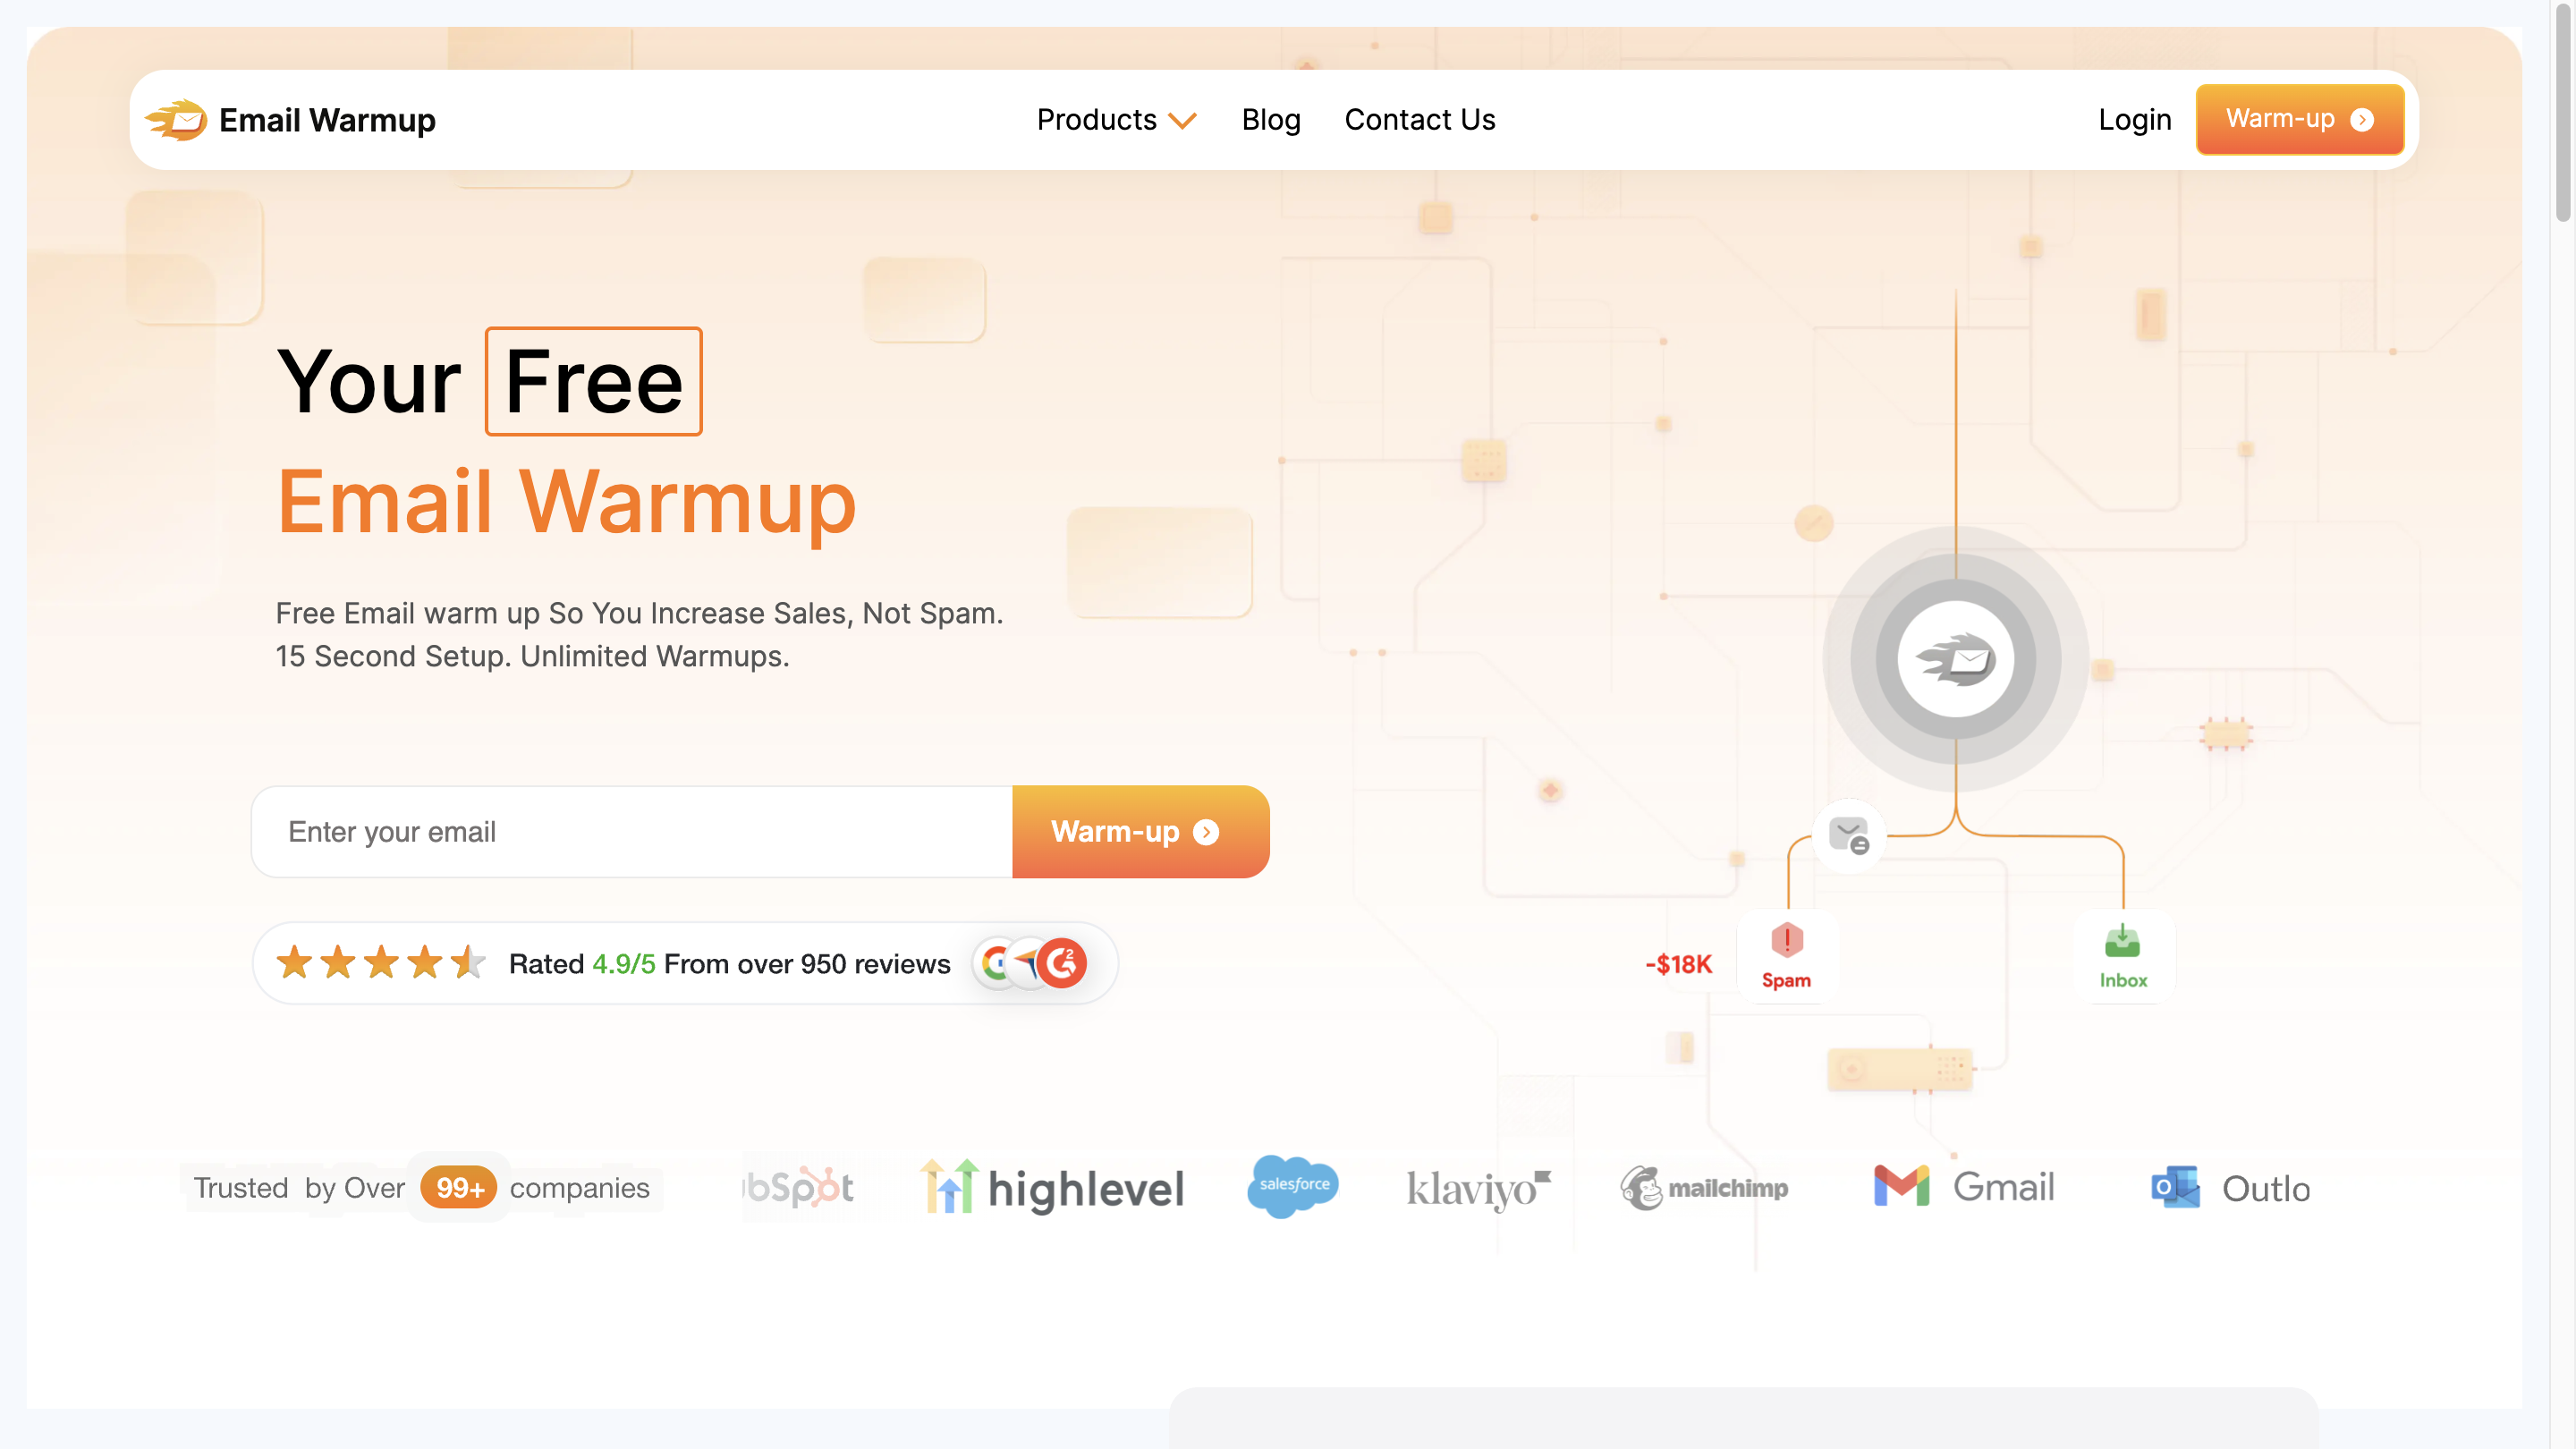 Email Warmup
Products
Blog
Contact Us
Login
Warm-up
Your Free
Email Warmup
Free Email warm up So You Increase Sales, Not Spam.
15 Second Setup. Unlimited Warmups.
Enter your email
Warm-up
Rated 4.9/5 From over 950 reviews
G2
-$18K
Spam
Inbox
Trusted by Over 99+ companies
bSpot
highlevel
salesforce
klaviyo
mailchimp
Gmail
Outlo